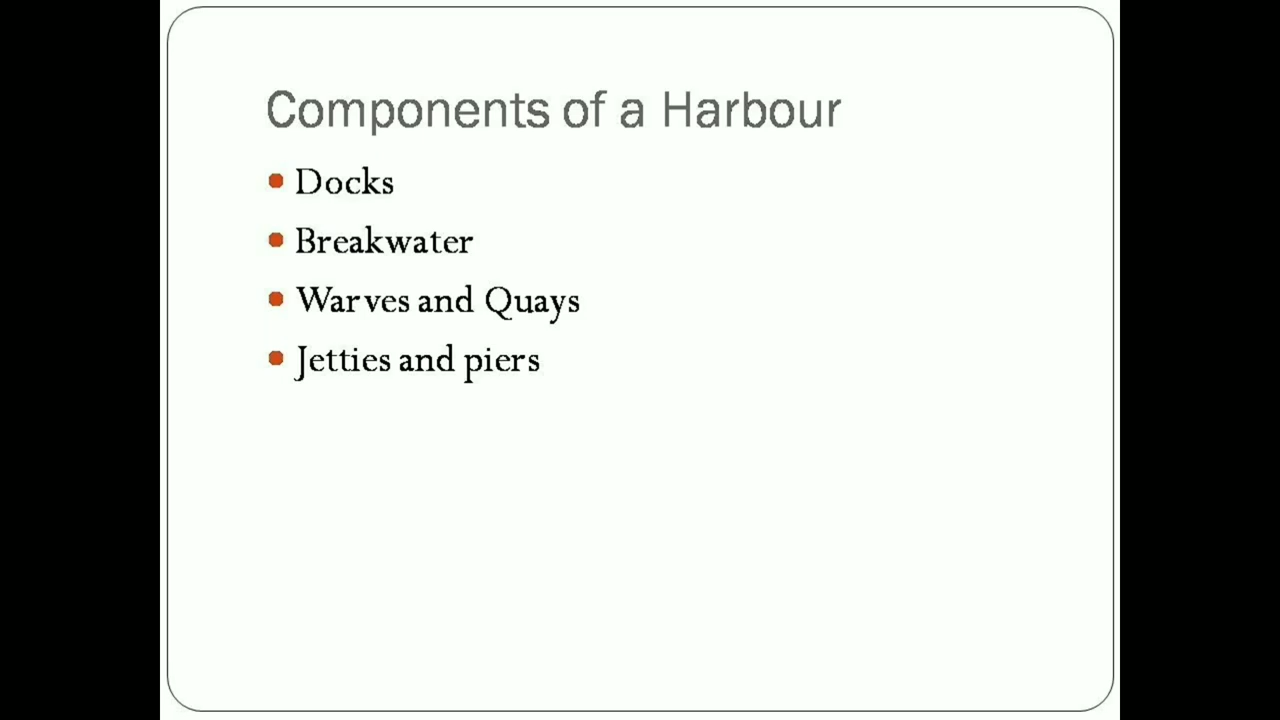 Components of a Harbour
Docks
Breakwater
Warves and Quays
Jetties and piers